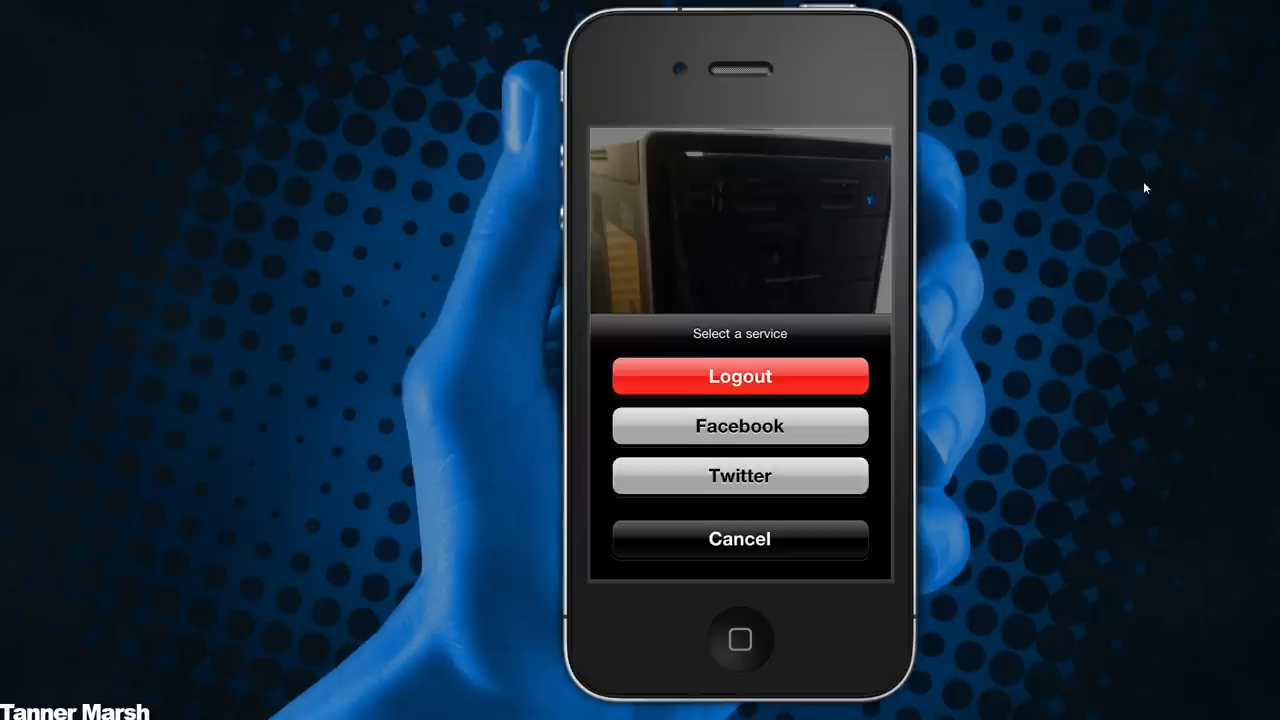 Select a service
Logout
Facebook
Twitter
Cancel
Tanner Marsh